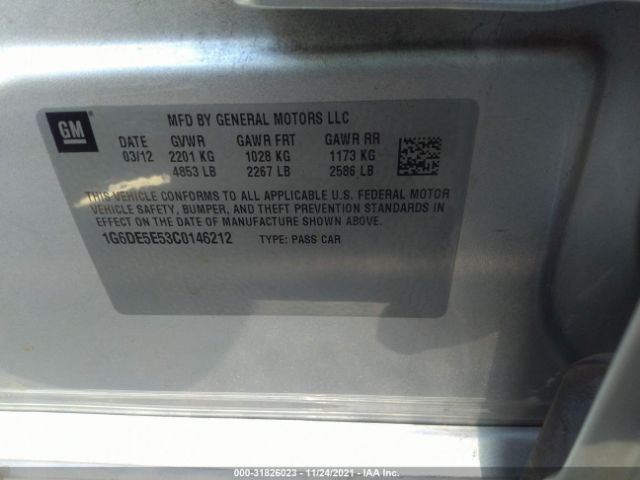 GM
MFD BY GENERAL MOTORS LLC
DATE GVWR GAWR FRT GAWR RR
03/12 2201 KG 1028 KG 1173 KG
4853 LB 2267 LB 2586 LB
THIS VEHICLE CONFORMS TO ALL APPLICABLE U.S. FEDERAL MOTOR
VEHICLE SAFETY, BUMPER, AND THEFT PREVENTION STANDARDS IN
EFFECT ON THE DATE OF MANUFACTURE SHOWN ABOVE.
1G6DE5E53C0146212 TYPE: PASS CAR
000-31826023 — 11/24/2021 — IAA Inc.